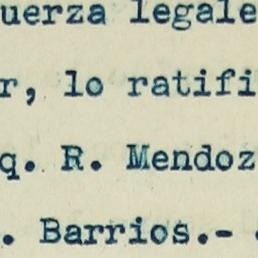 uerza legale
r, lo ratifi
q. R. Mendoz
. Barrios.-